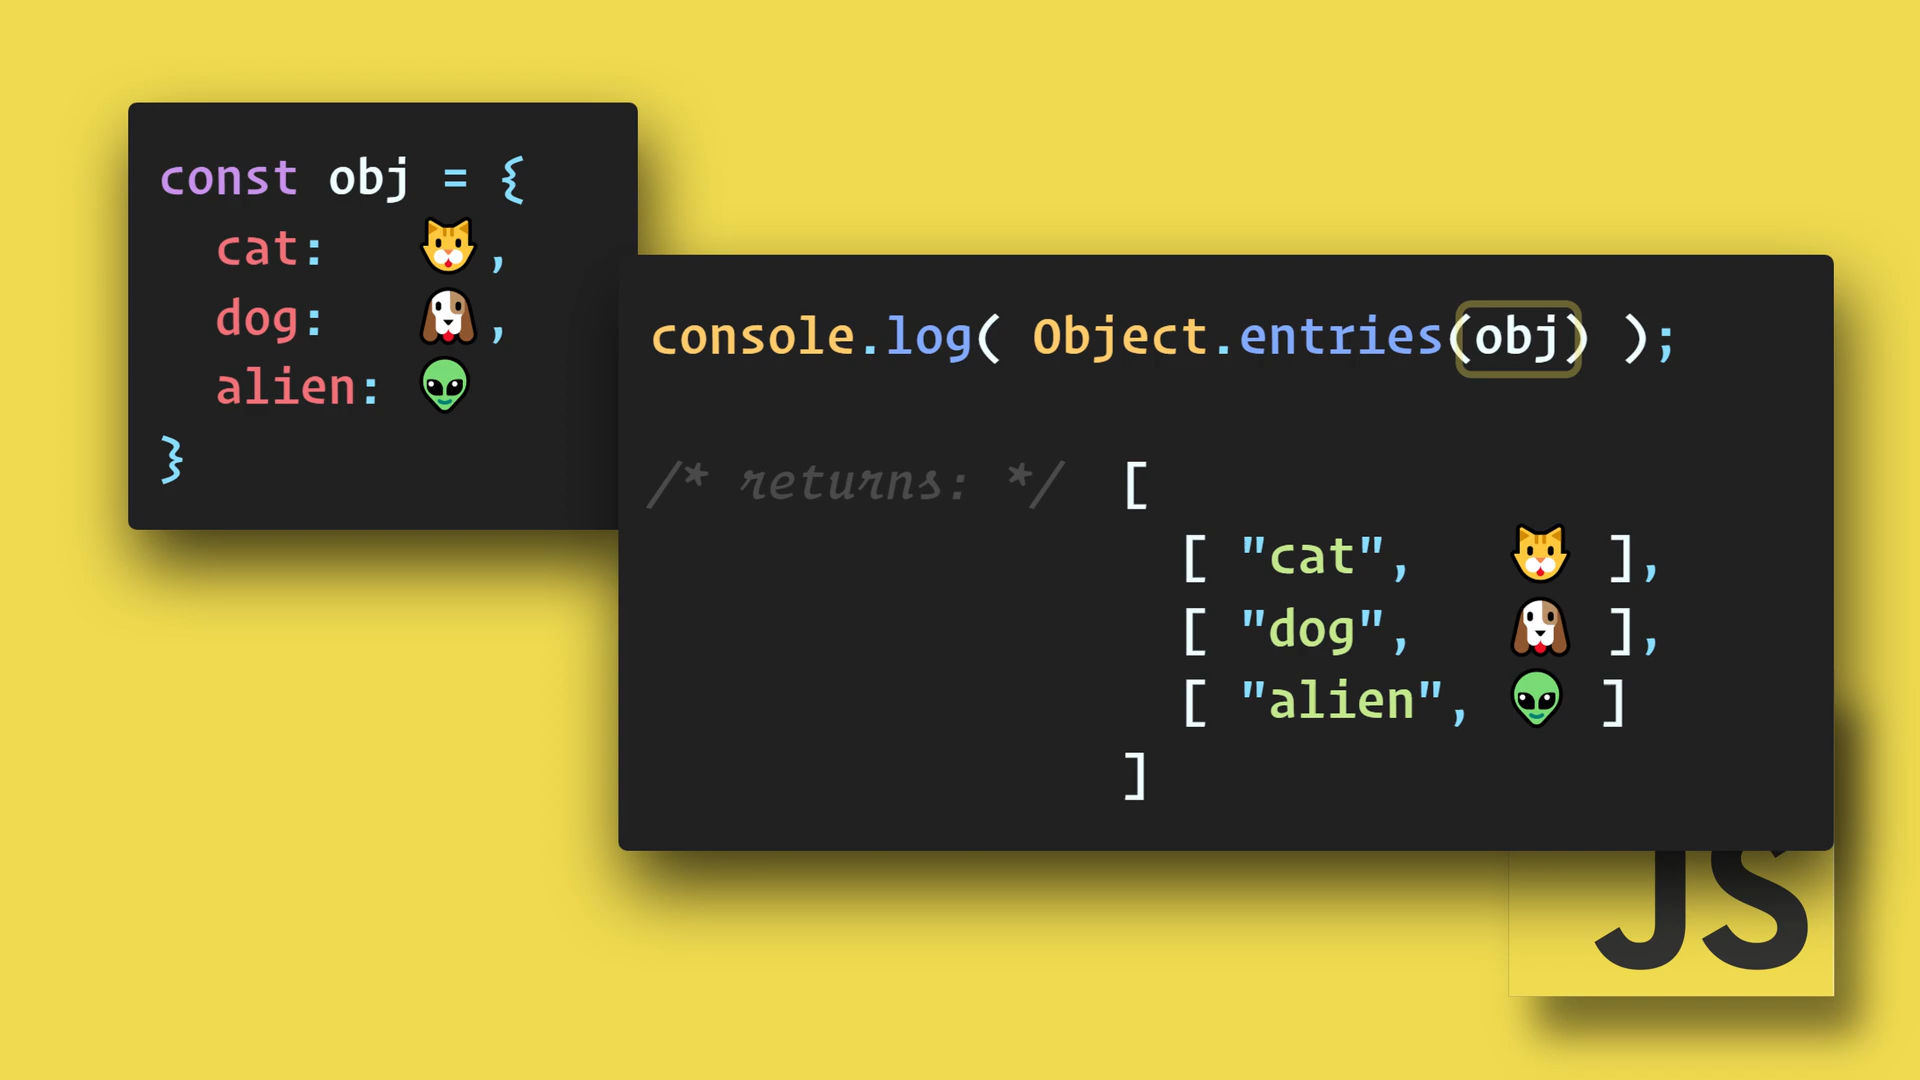 const obj = {
cat: 🐱,
dog: 🐶,
alien: 👽
}
console.log( Object.entries(obj) );
/* returns: */ [
[ "cat", 🐱 ],
[ "dog", 🐶 ],
[ "alien", 👽 ]
]
JS